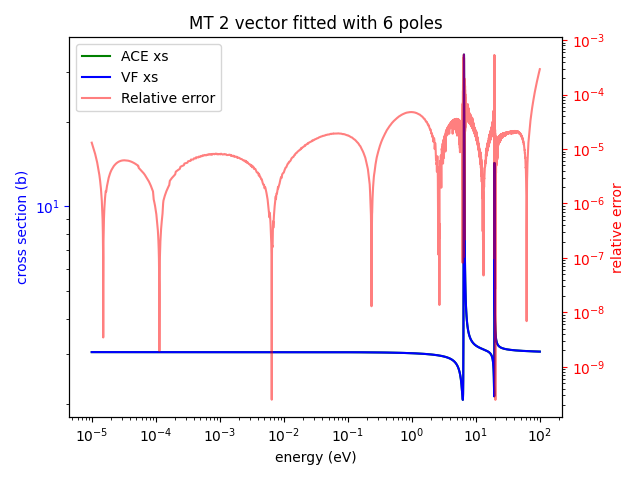 MT 2 vector fitted with 6 poles
ACE xs
VF xs
Relative error
cross section (b)
10¹
10⁻³
10⁻⁴
10⁻⁵
10⁻⁶
10⁻⁷
10⁻⁸
10⁻⁹
relative error
10⁻⁵ 10⁻⁴ 10⁻³ 10⁻² 10⁻¹ 10⁰ 10¹ 10²
energy (eV)